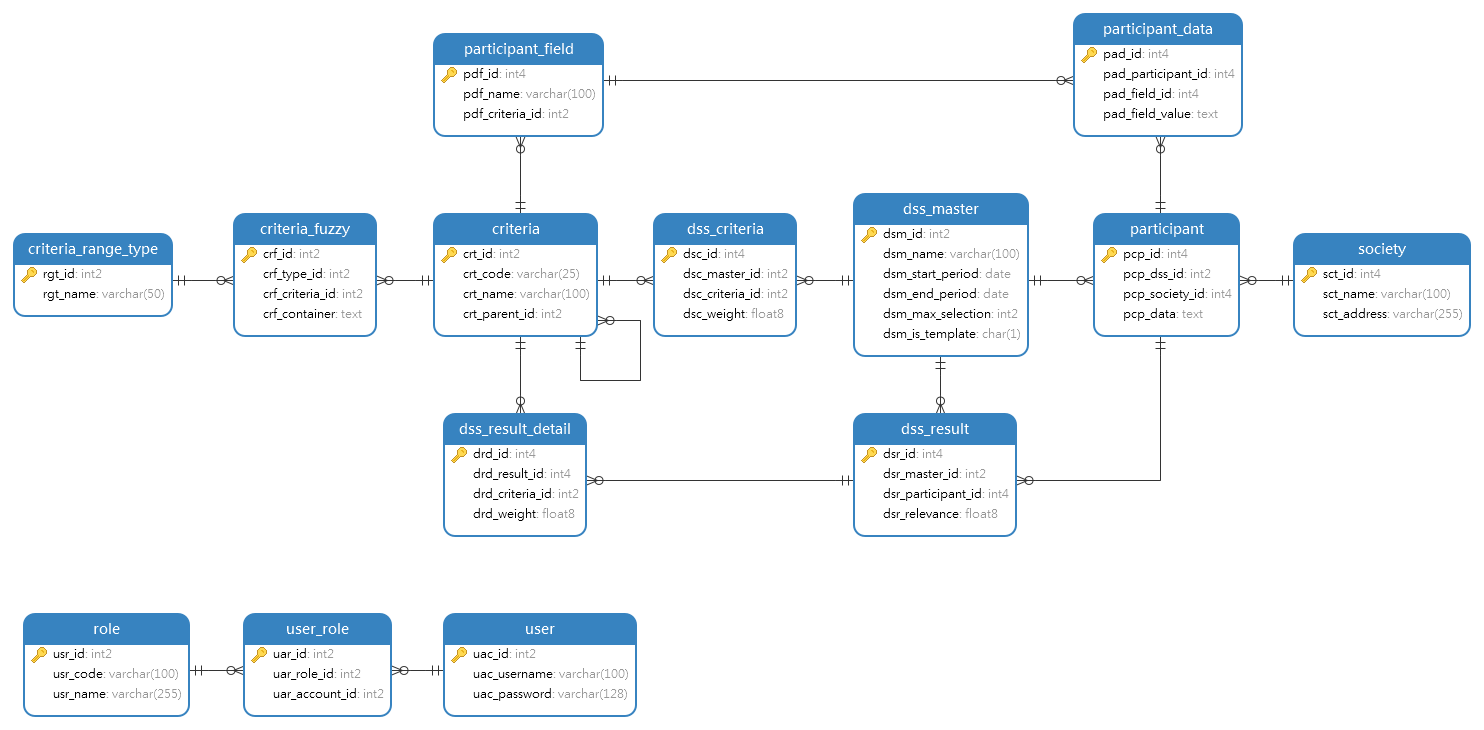 participant_field
pdf_id: int4
pdf_name: varchar(100)
pdf_criteria_id: int2
participant_data
pad_id: int4
pad_participant_id: int4
pad_field_id: int4
pad_field_value: text
criteria_range_type
rgt_id: int2
rgt_name: varchar(50)
criteria_fuzzy
crf_id: int2
crf_type_id: int2
crf_criteria_id: int2
crf_container: text
criteria
crt_id: int2
crt_code: varchar(25)
crt_name: varchar(100)
crt_parent_id: int2
dss_criteria
dsc_id: int4
dsc_master_id: int2
dsc_criteria_id: int2
dsc_weight: float8
dss_master
dsm_id: int2
dsm_name: varchar(100)
dsm_start_period: date
dsm_end_period: date
dsm_max_selection: int2
dsm_is_template: char(1)
participant
pcp_id: int4
pcp_dss_id: int2
pcp_society_id: int4
pcp_data: text
society
sct_id: int4
sct_name: varchar(100)
sct_address: varchar(255)
dss_result_detail
drd_id: int4
drd_result_id: int4
drd_criteria_id: int2
drd_weight: float8
dss_result
dsr_id: int4
dsr_master_id: int2
dsr_participant_id: int4
dsr_relevance: float8
role
usr_id: int2
usr_code: varchar(100)
usr_name: varchar(255)
user_role
uar_id: int2
uar_role_id: int2
uar_account_id: int2
user
uac_id: int2
uac_username: varchar(100)
uac_password: varchar(128)